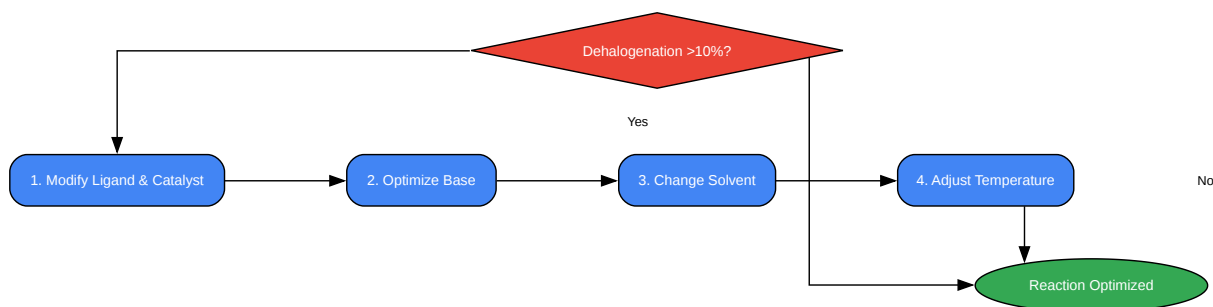 Dehalogenation >10%?
Yes
1. Modify Ligand & Catalyst
2. Optimize Base
3. Change Solvent
4. Adjust Temperature
No
Reaction Optimized